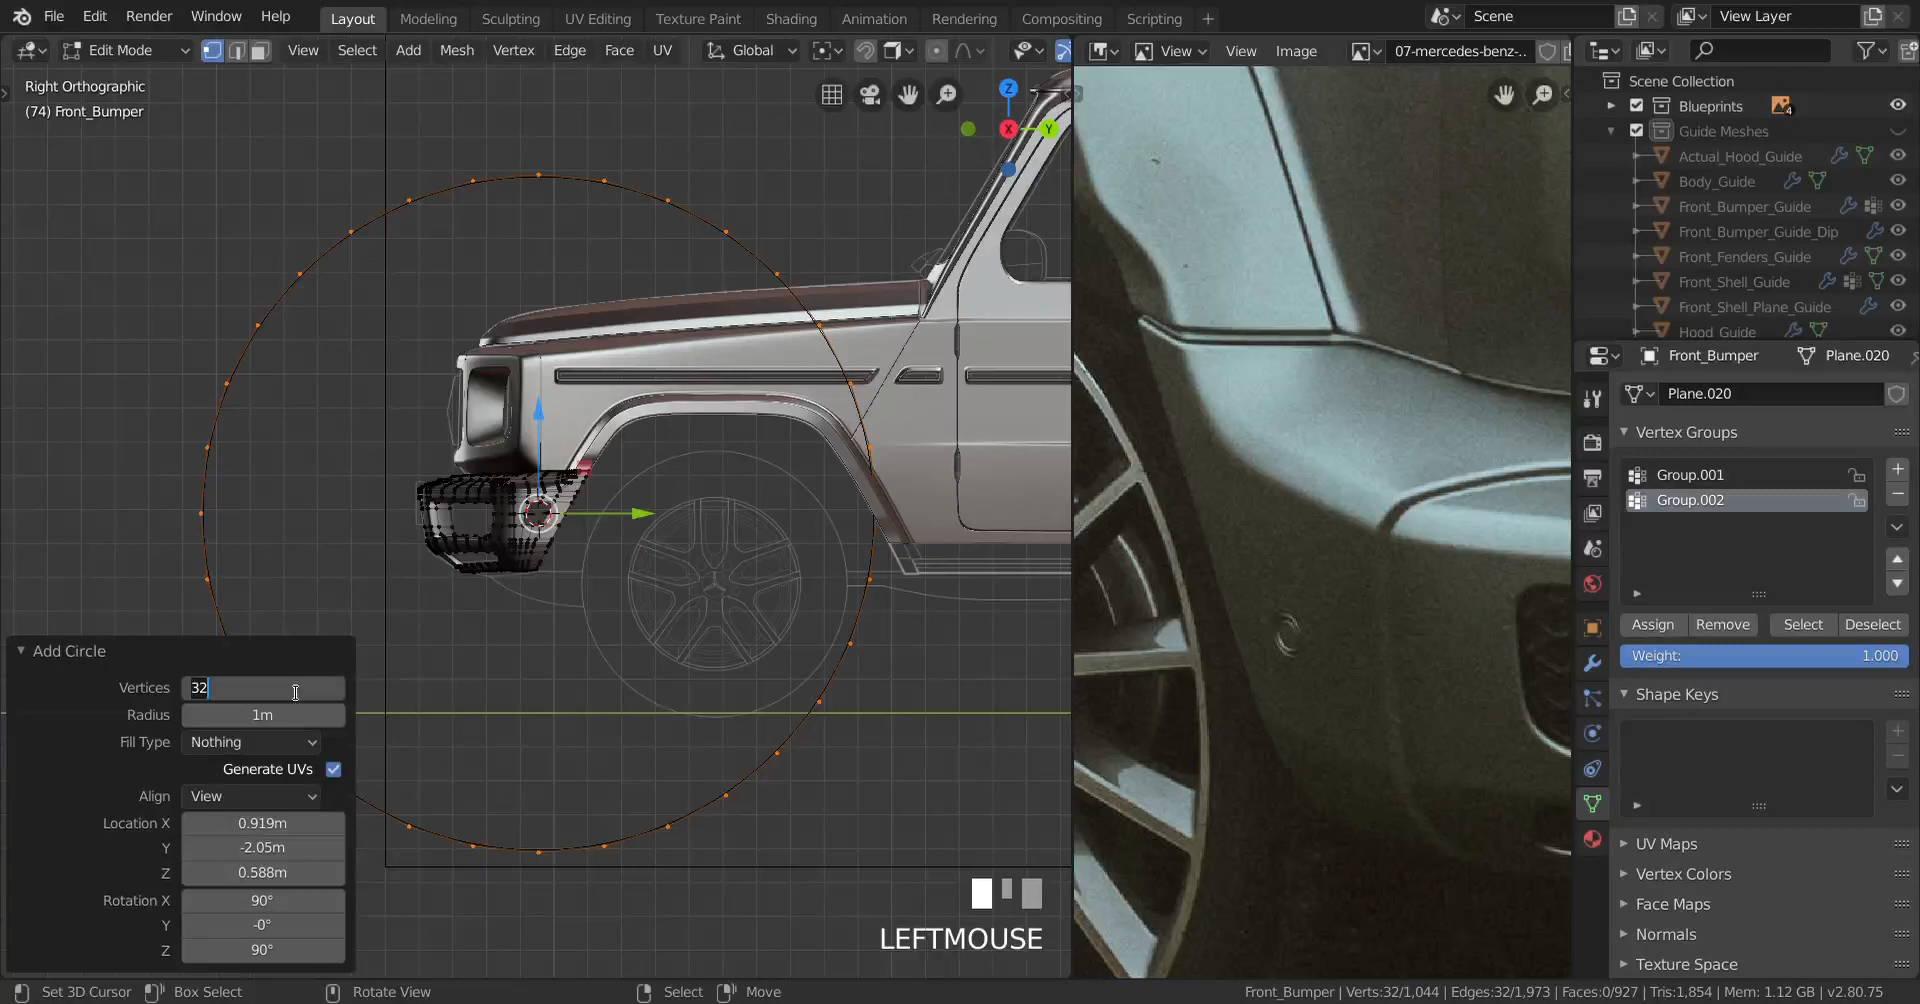 File Edit Render Window Help Layout Modeling Sculpting UV Editing Texture Paint Shading Animation Rendering Compositing Scripting + Scene View Layer
Edit Mode View Select Add Mesh Vertex Edge Face UV Global View View Image 07-mercedes-benz-..
Right Orthographic
(74) Front_Bumper
Z
X
Y
Scene Collection
Blueprints 4
Guide Meshes
Actual_Hood_Guide
Body_Guide
Front_Bumper_Guide
Front_Bumper_Guide_Dip
Front_Fenders_Guide
Front_Shell_Guide
Front_Shell_Plane_Guide
Hood_Guide
Front_Bumper Plane.020
Plane.020
Vertex Groups
Group.001
Group.002
Assign Remove Select Deselect
Weight: 1.000
Shape Keys
UV Maps
Vertex Colors
Face Maps
Normals
Texture Space
Add Circle
Vertices 32
Radius 1m
Fill Type Nothing
Generate UVs
Align View
Location X 0.919m
Y -2.05m
Z 0.588m
Rotation X 90°
Y -0°
Z 90°
LEFTMOUSE
Set 3D Cursor Box Select Rotate View Select Move Front_Bumper | Verts:32/1,044 | Edges:32/1,973 | Faces:0/927 | Tris:1,854 | Mem: 1.12 GB | v2.80.75